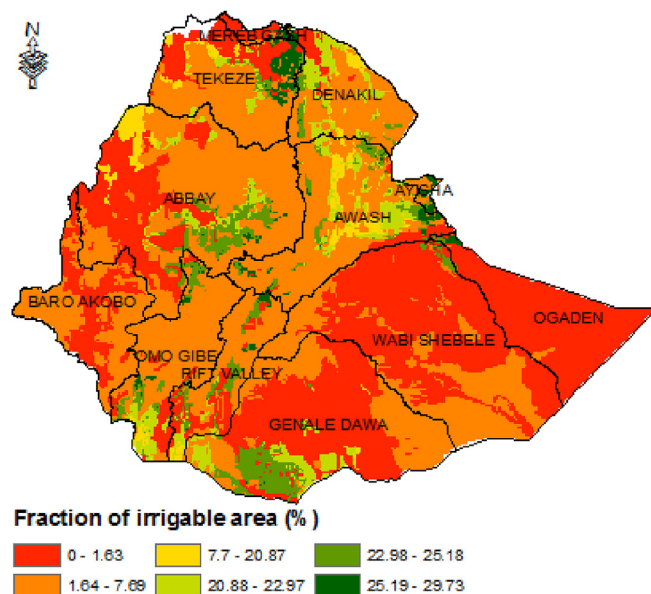 N
MEREB GASH
TEKEZE
DENAKIL
AYICHA
ABBAY
AWASH
BARO AKOBO
OGADEN
WABI SHEBELE
OMO GIBE
RIFT VALLEY
GENALE DAWA
Fraction of irrigable area (%)
0 - 1.63 7.7 - 20.87 22.98 - 25.18
1.64 - 7.69 20.88 - 22.97 25.19 - 29.73